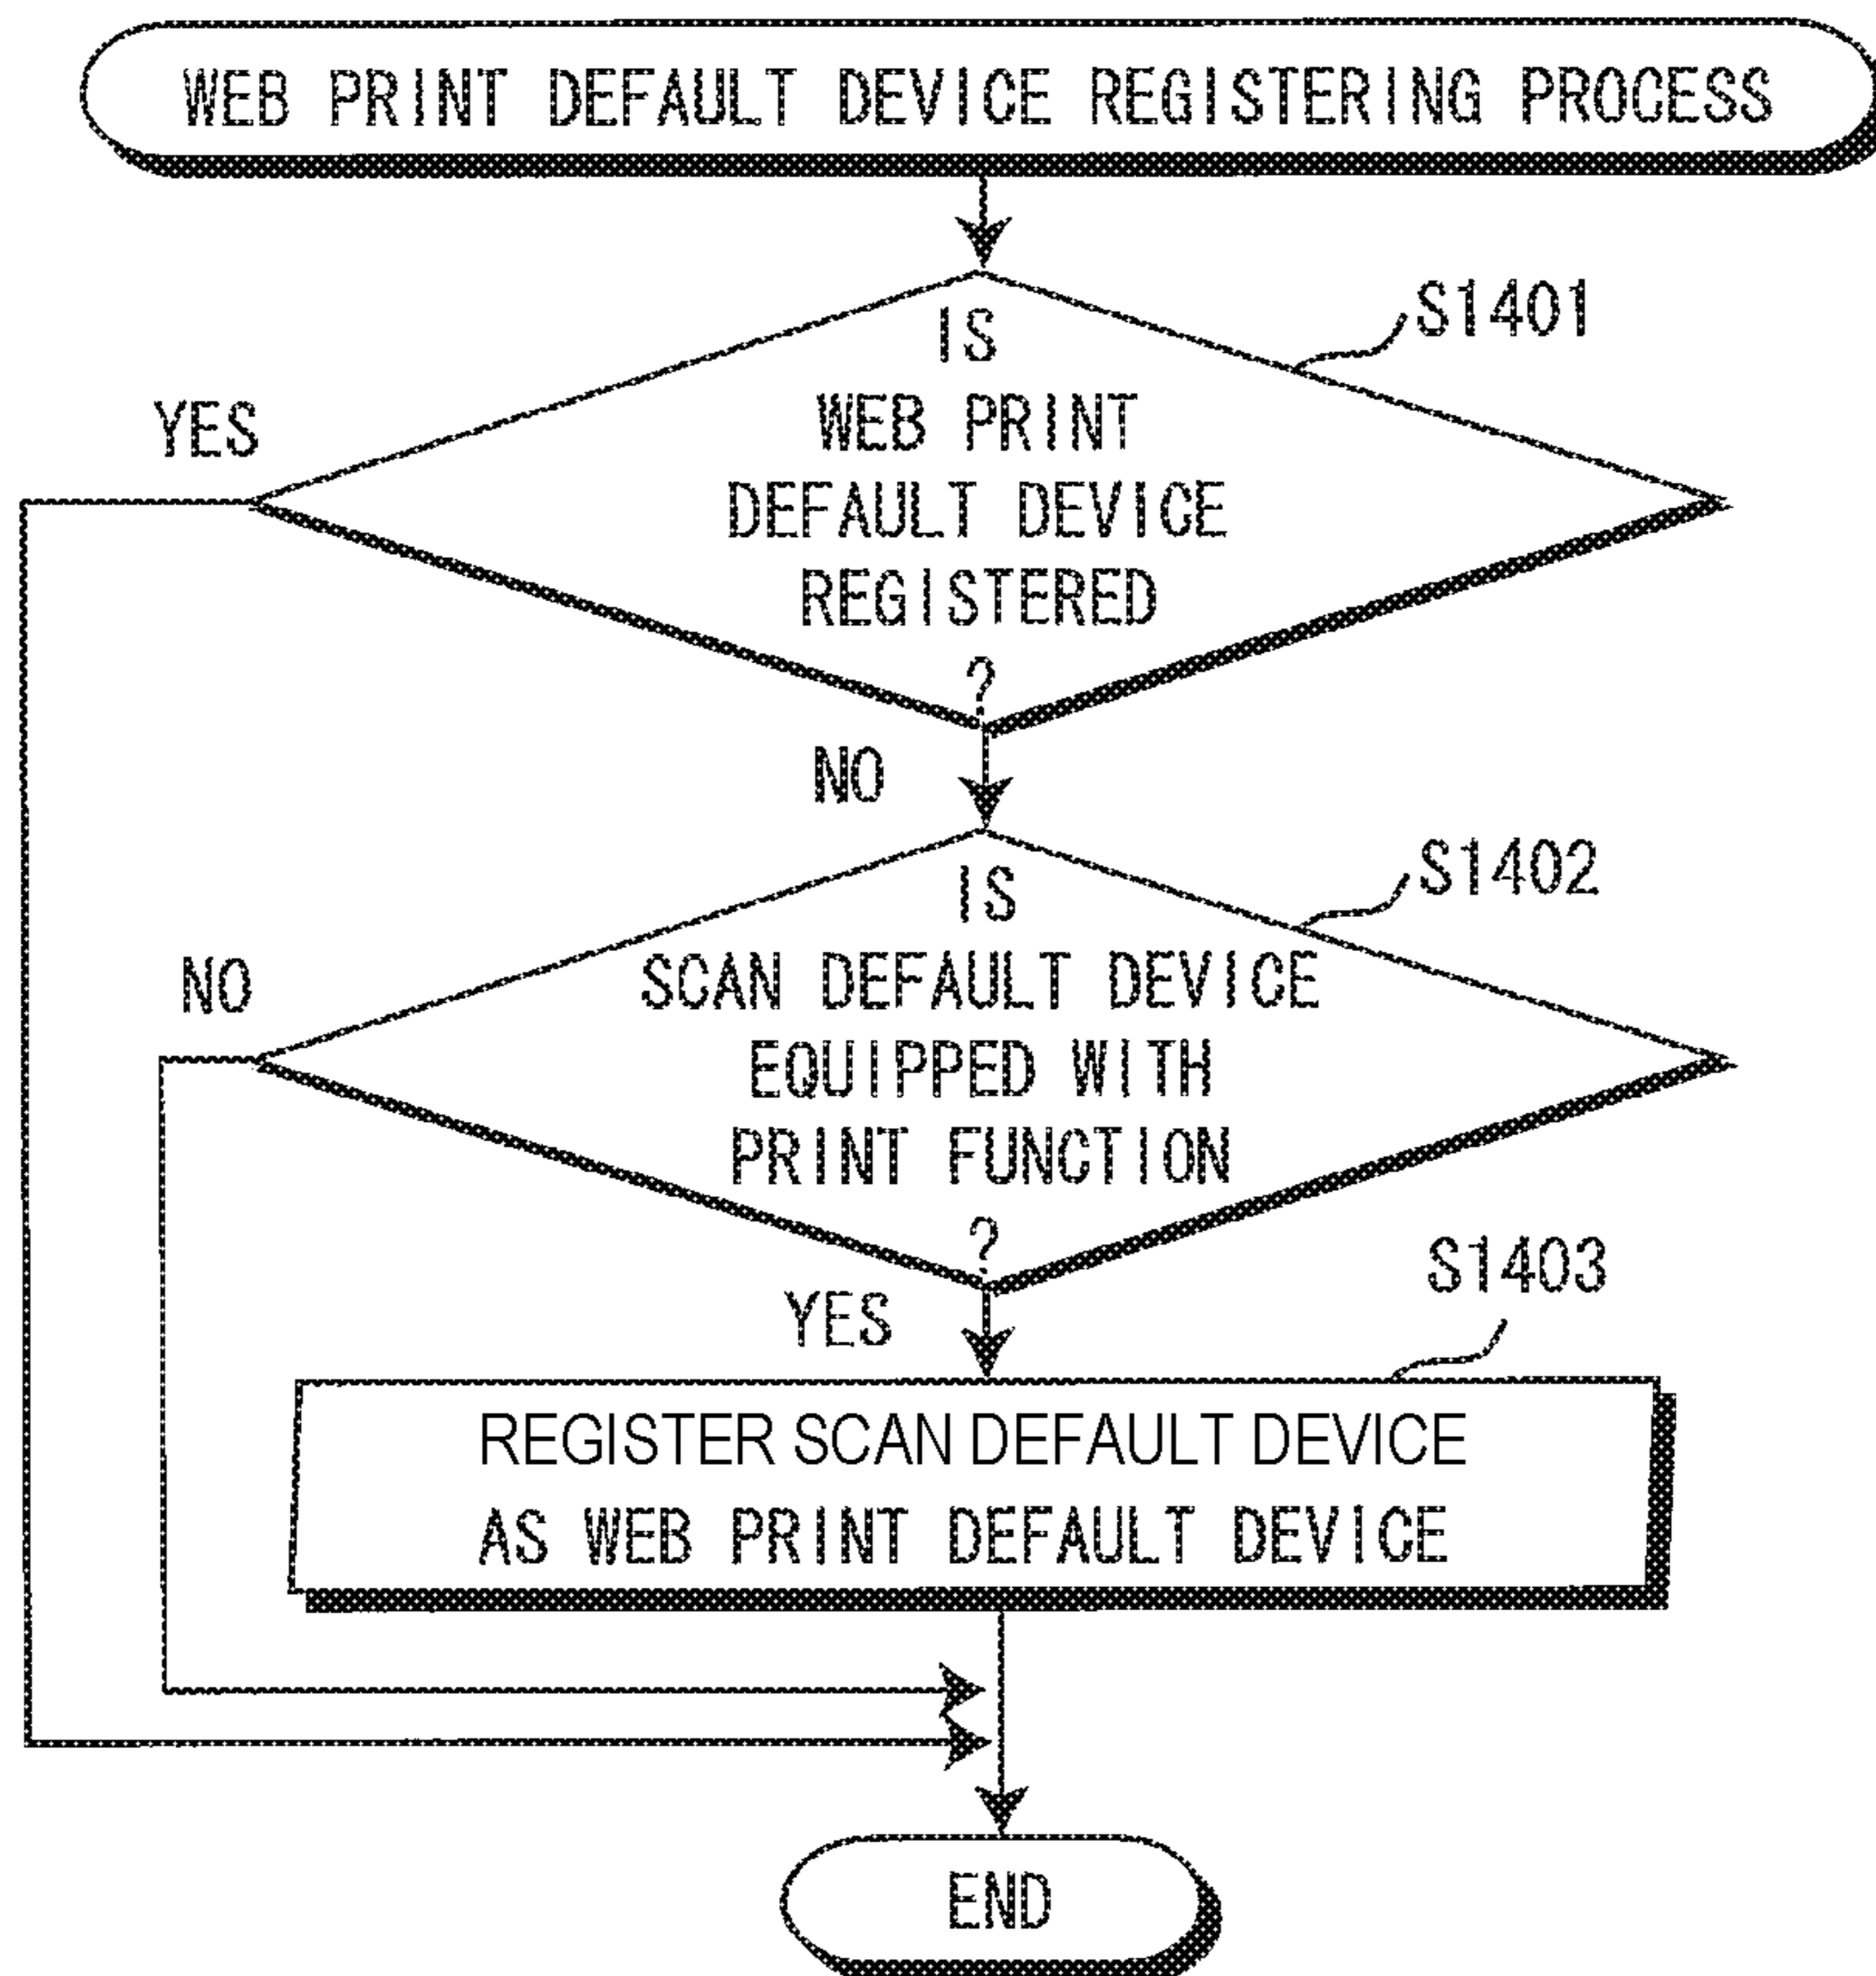 WEB PRINT DEFAULT DEVICE REGISTERING PROCESS
S1401
IS
WEB PRINT
DEFAULT DEVICE
REGISTERED
?
YES
NO
S1402
IS
SCAN DEFAULT DEVICE
EQUIPPED WITH
PRINT FUNCTION
?
NO
YES
S1403
REGISTER SCAN DEFAULT DEVICE
AS WEB PRINT DEFAULT DEVICE
END